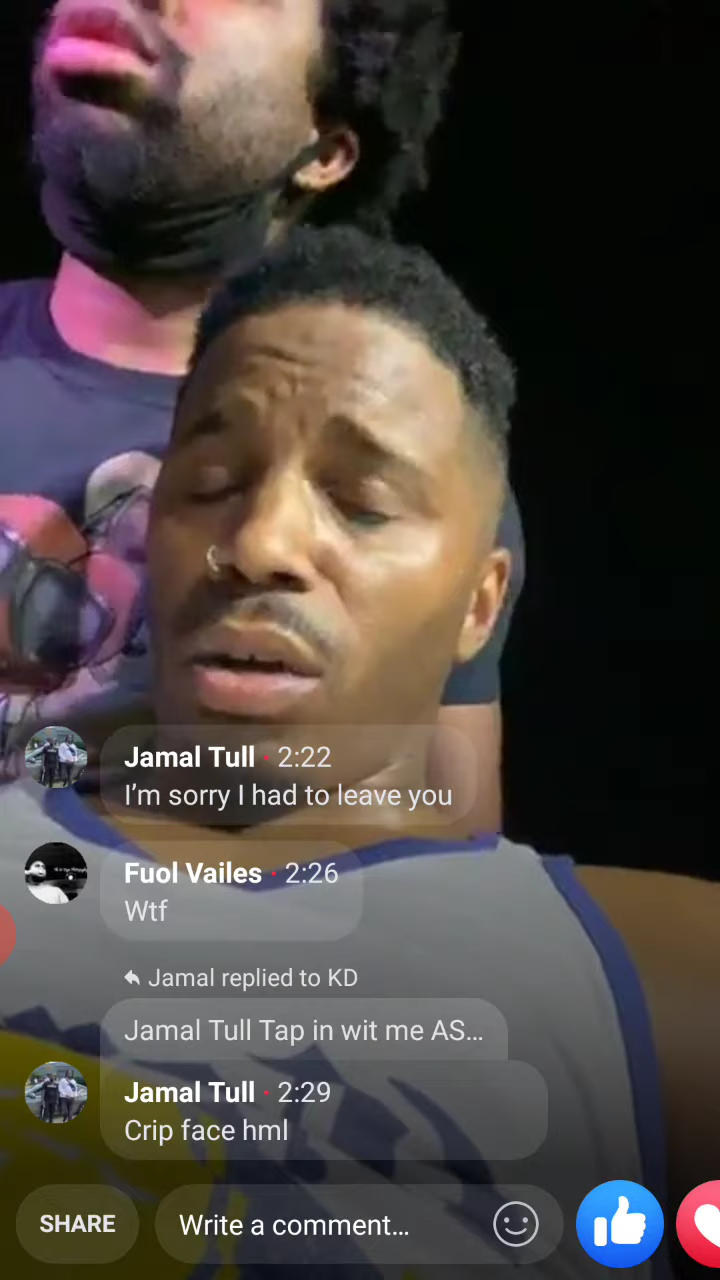 Jamal Tull · 2:22
I'm sorry I had to leave you
Fuol Vailes · 2:26
Wtf
Jamal replied to KD
Jamal Tull Tap in wit me AS...
Jamal Tull · 2:29
Crip face hml
SHARE
Write a comment...